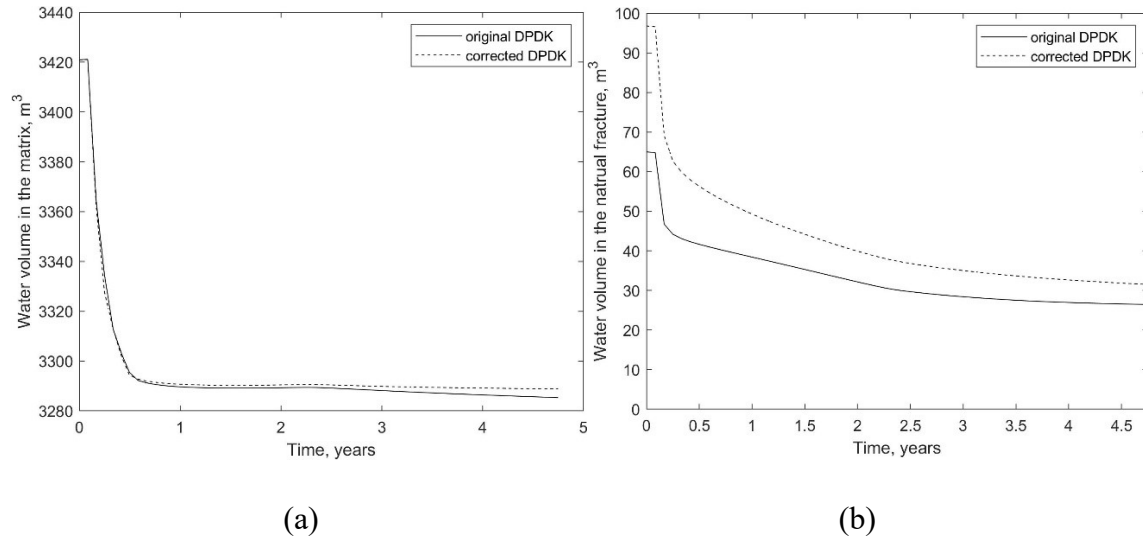 3440
3420
3400
3380
3360
3340
3320
3300
3280
Water volume in the matrix, m³
original DPDK
corrected DPDK
0 1 2 3 4 5
Time, years
(a)
100
90
80
70
60
50
40
30
20
10
0
Water volume in the natrual fracture, m³
original DPDK
corrected DPDK
0 0.5 1 1.5 2 2.5 3 3.5 4 4.5
Time, years
(b)